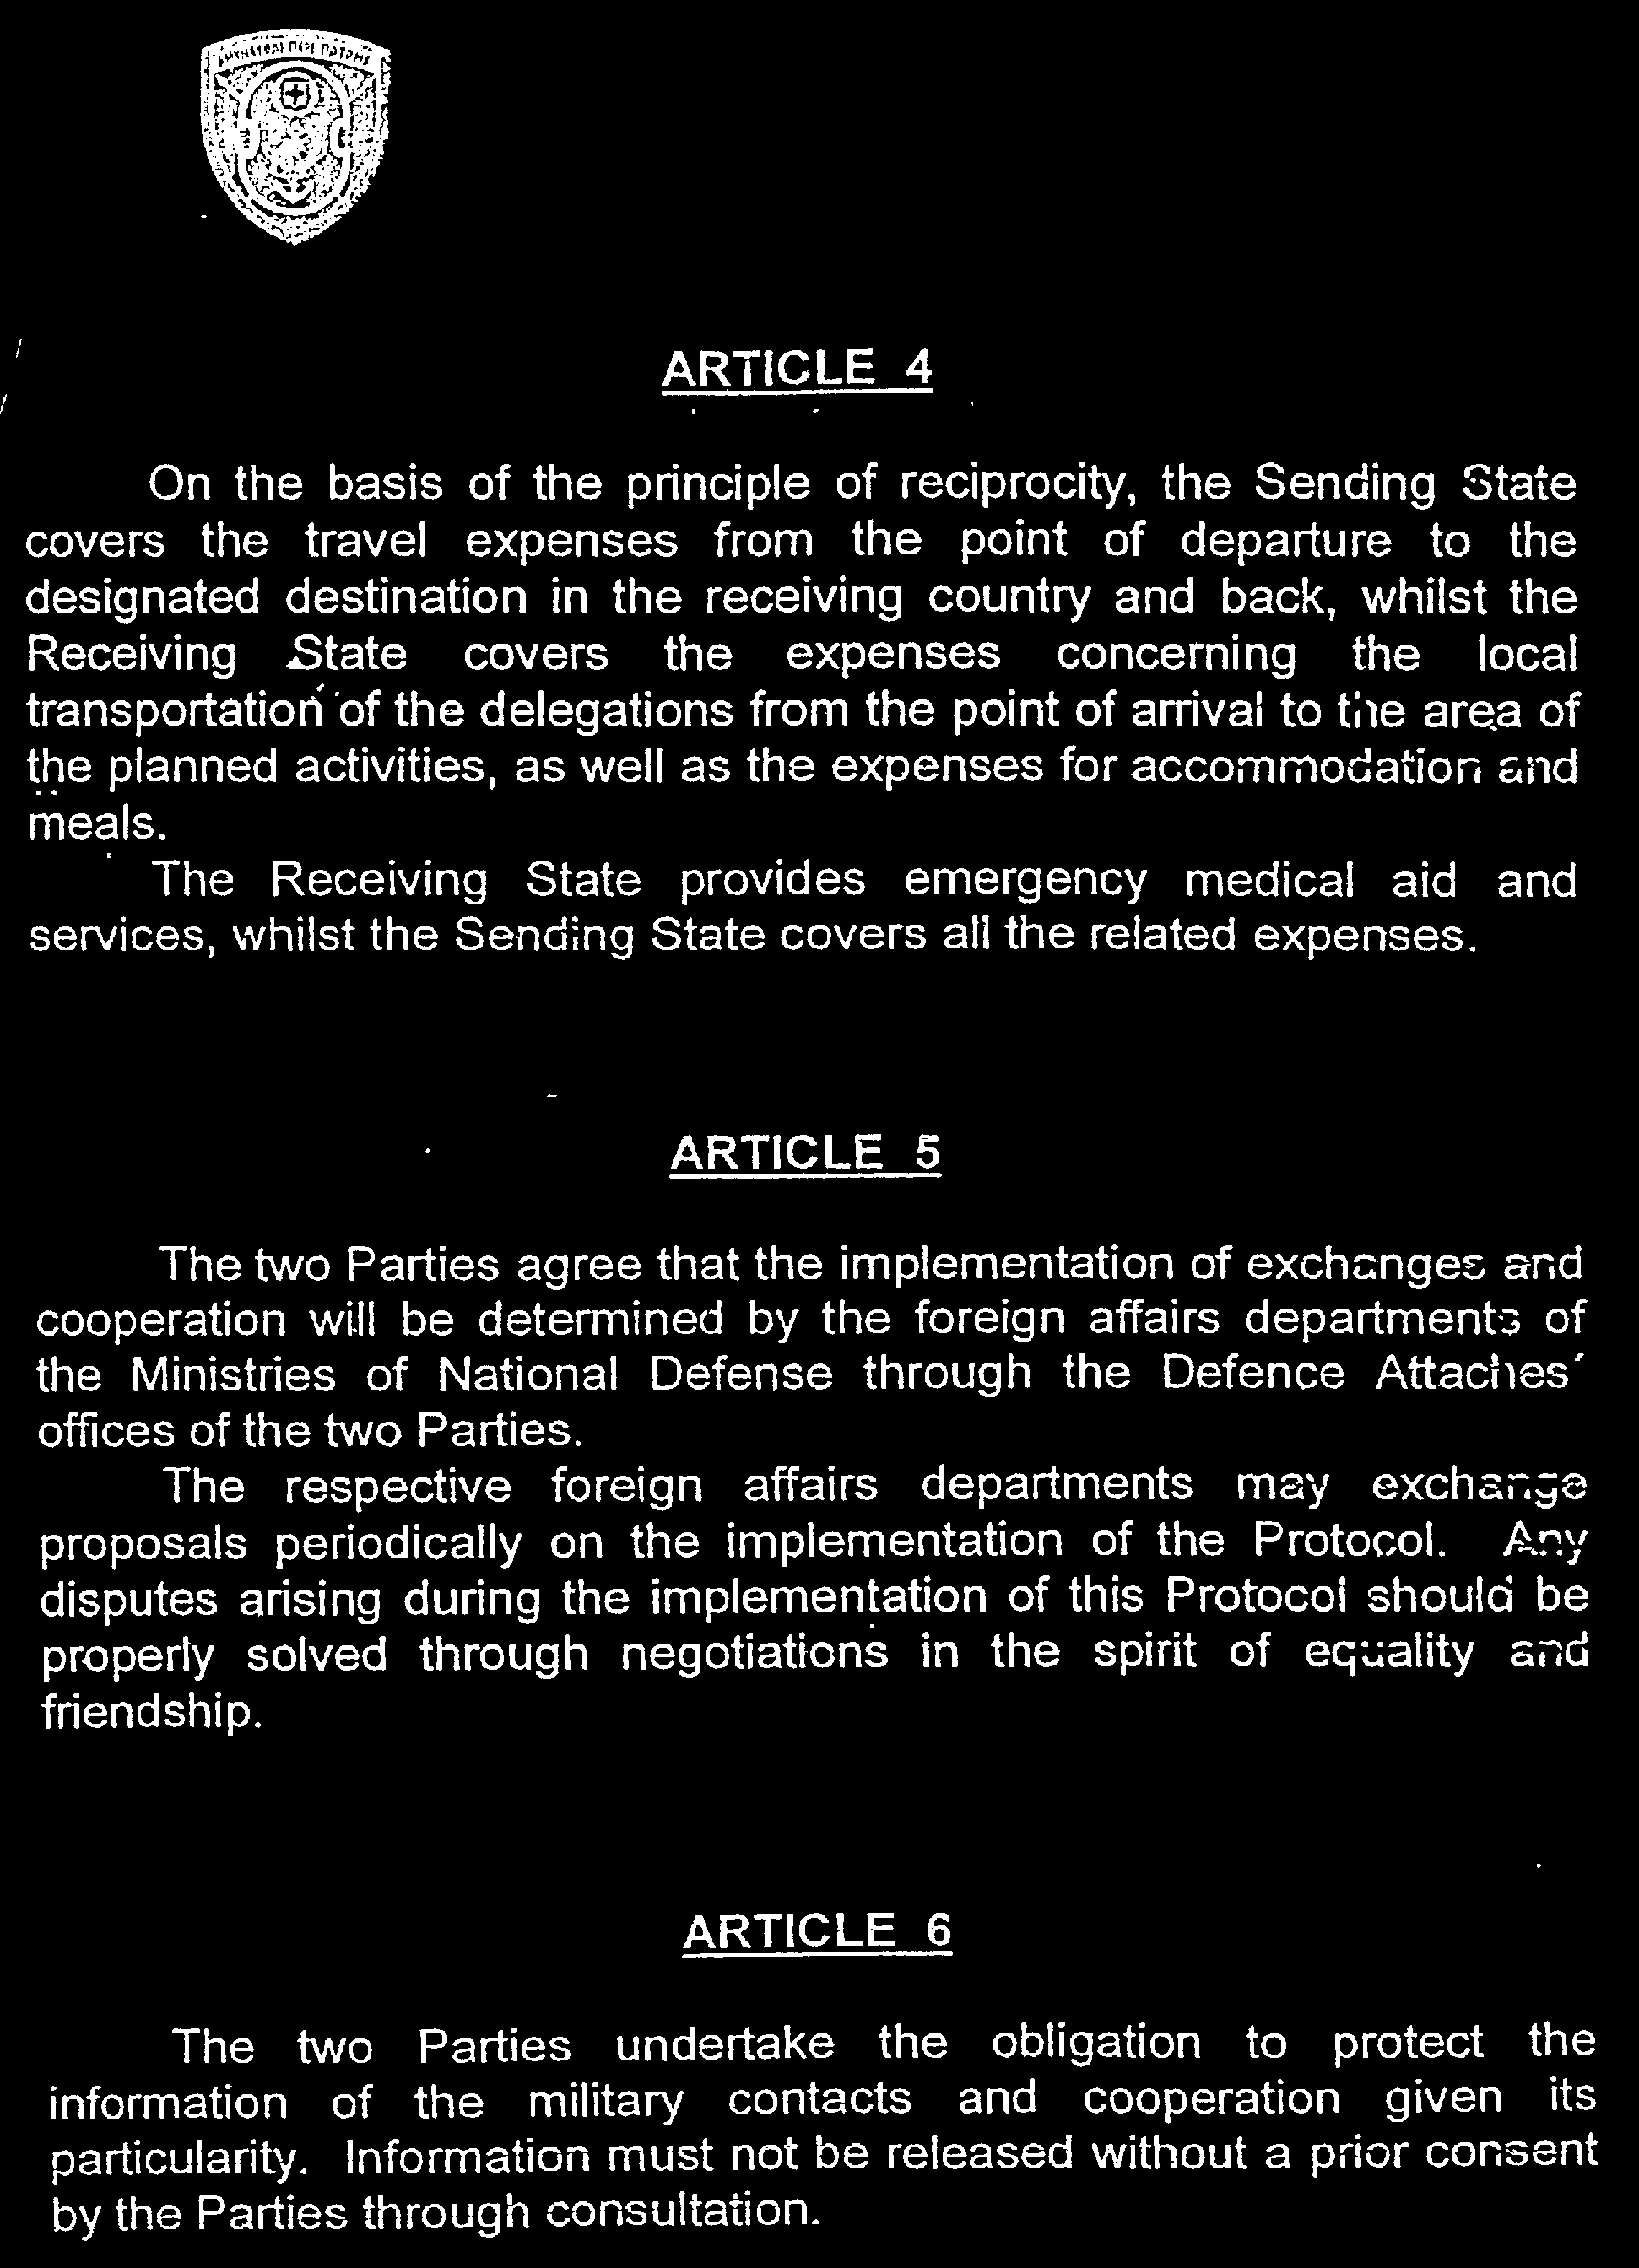 ARTICLE 4
On the basis of the principle of reciprocity, the Sending State
covers the travel expenses from the point of departure to the
designated destination in the receiving country and back, whilst the
Receiving State covers the expenses concerning the local
transportation of the delegations from the point of arrival to the area of
the planned activities, as well as the expenses for accommodation and
meals.
The Receiving State provides emergency medical aid and
services, whilst the Sending State covers all the related expenses.
ARTICLE 5
The two Parties agree that the implementation of exchanges and
cooperation will be determined by the foreign affairs departments of
the Ministries of National Defense through the Defence Attaches'
offices of the two Parties.
The respective foreign affairs departments may exchange
proposals periodically on the implementation of the Protocol. Any
disputes arising during the implementation of this Protocol should be
properly solved through negotiations in the spirit of equality and
friendship.
ARTICLE 6
The two Parties undertake the obligation to protect the
information of the military contacts and cooperation given its
particularity. Information must not be released without a prior consent
by the Parties through consultation.